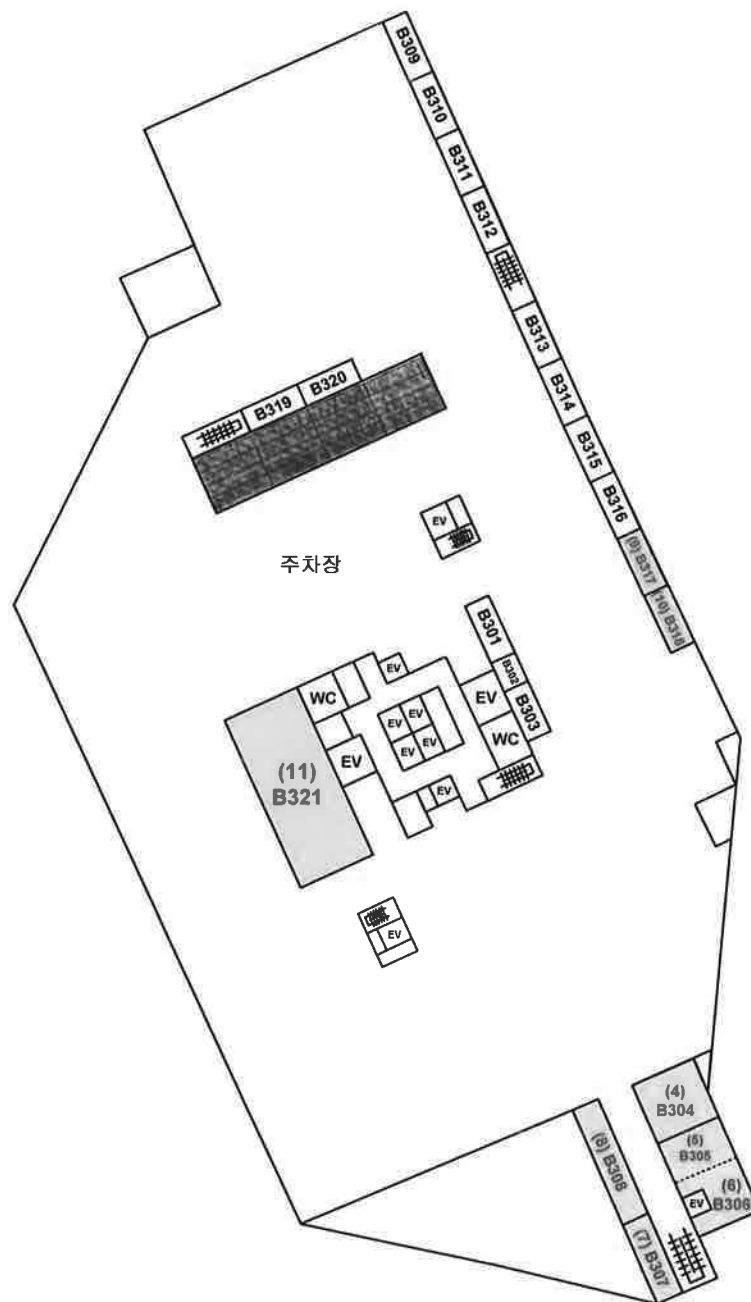 B309
B310
B311
B312
B313
B314
B315
B316
(9) B317
(10) B318
B319
B320
EV
주차장
B301
B302
B303
EV
WC
EV
EV
EV
EV
EV
EV
WC
EV
(11)
B321
EV
EV
(4)
B304
(5)
B305
(6)
B306
EV
(8) B308
(7) B307